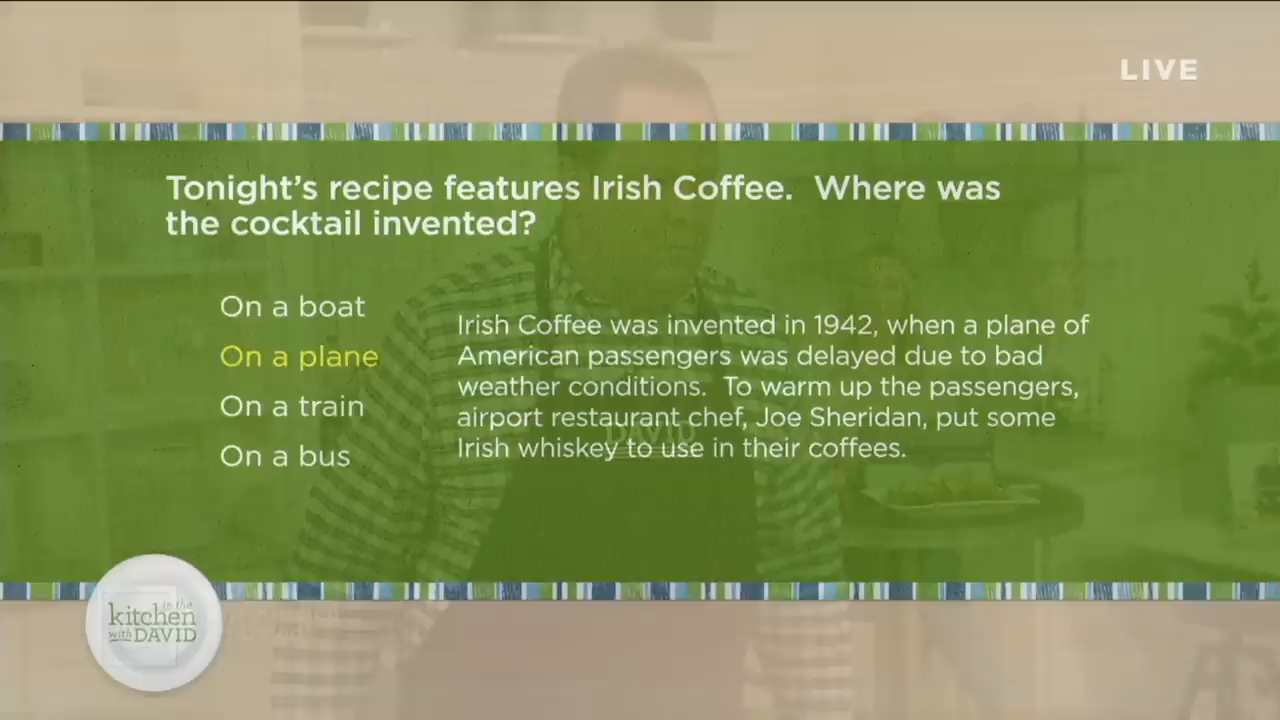 LIVE
Tonight's recipe features Irish Coffee. Where was
the cocktail invented?
On a boat
On a plane
On a train
On a bus
Irish Coffee was invented in 1942, when a plane of
American passengers was delayed due to bad
weather conditions. To warm up the passengers,
airport restaurant chef, Joe Sheridan, put some
Irish whiskey to use in their coffees.
DAVID
in the
kitchen
with DAVID